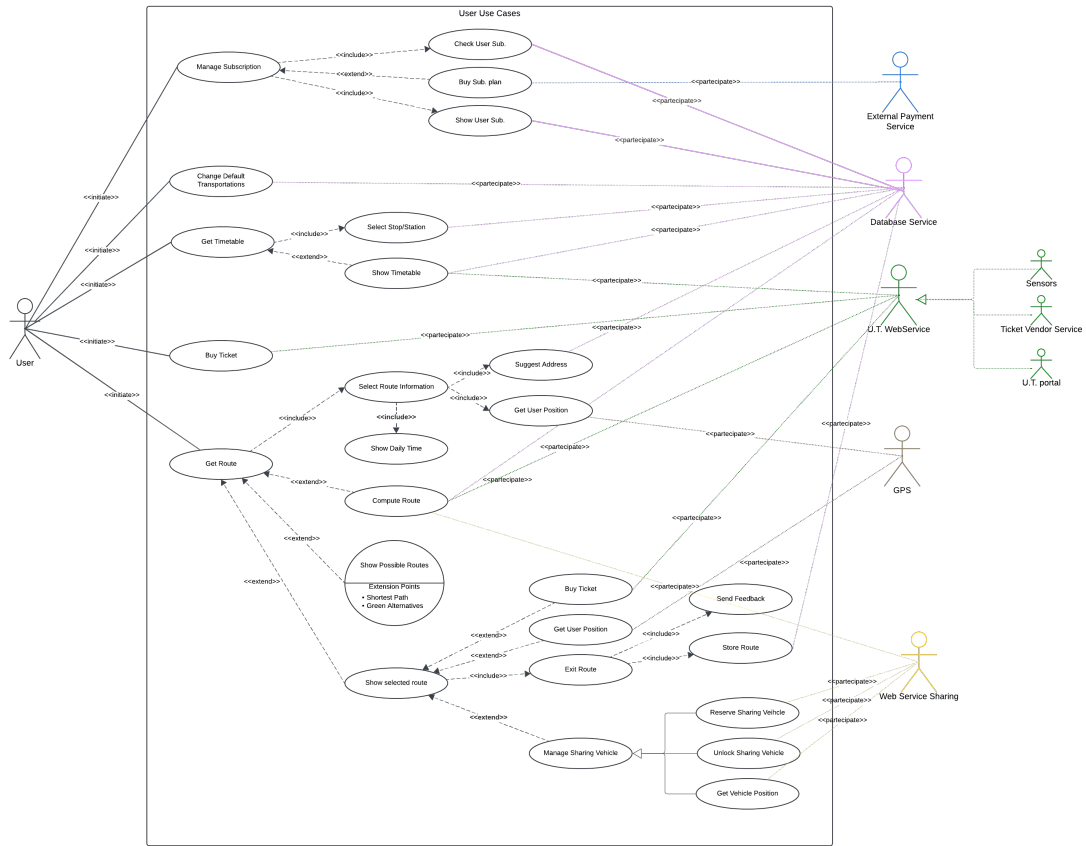 User Use Cases
Check User Sub.
<<include>>
Manage Subscription
<<extend>>
Buy Sub. plan
<<partecipate>>
<<include>>
<<partecipate>>
External Payment
Service
Show User Sub.
<<partecipate>>
Change Default
Transportations
<<partecipate>>
<<initiate>>
<<partecipate>>
Database Service
Select Stop/Station
<<include>>
<<partecipate>>
Get Timetable
<<initiate>>
<<extend>>
Show Timetable
<<partecipate>>
<<initiate>>
Sensors
<<partecipate>>
U.T. WebService
Ticket Vendor Service
<<partecipate>>
<<initiate>>
Buy Ticket
User
Suggest Address
<<include>>
U.T. portal
Select Route Information
<<initiate>>
<<include>>
Get User Position
<<include>>
<<include>>
<<partecipate>>
<<partecipate>>
Show Daily Time
<<partecipate>>
Get Route
<<extend>>
<<partecipate>>
GPS
Compute Route
<<partecipate>>
<<extend>>
Show Possible Routes
<<partecipate>>
<<extend>>
Extension Points
• Shortest Path
• Green Alternatives
Buy Ticket
<<partecipate>>
Send Feedback
Get User Position
<<extend>>
<<include>>
<<extend>>
Store Route
<<include>>
Exit Route
<<include>>
Show selected route
<<partecipate>>
Web Service Sharing
<<partecipate>>
Reserve Sharing Veihcle
<<extend>>
<<partecipate>>
Manage Sharing Vehicle
Unlock Sharing Vehicle
Get Vehicle Position